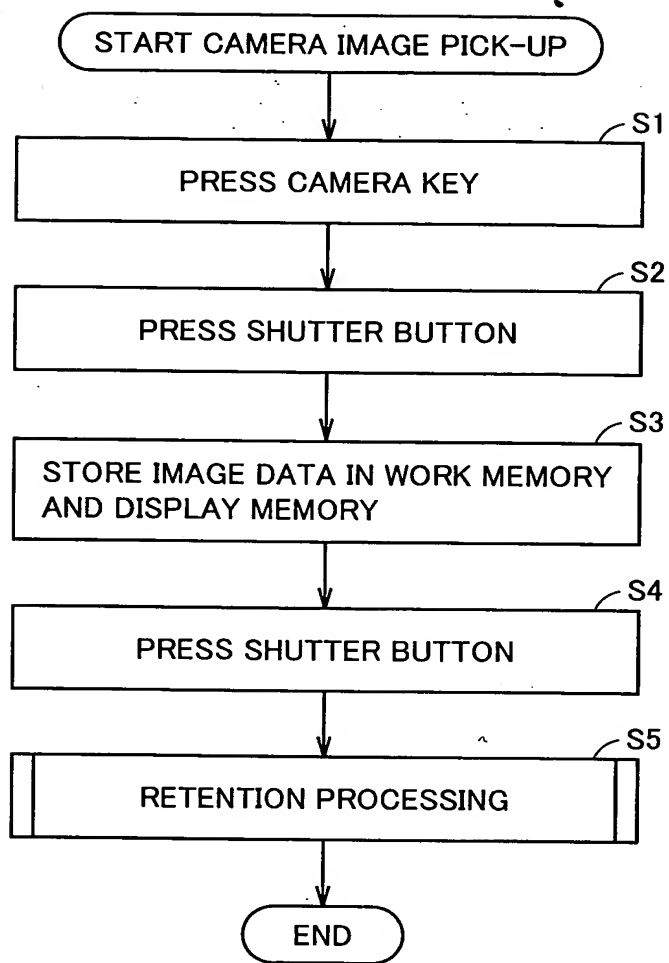 START CAMERA IMAGE PICK-UP
S1
PRESS CAMERA KEY
S2
PRESS SHUTTER BUTTON
S3
STORE IMAGE DATA IN WORK MEMORY
AND DISPLAY MEMORY
S4
PRESS SHUTTER BUTTON
S5
RETENTION PROCESSING
END